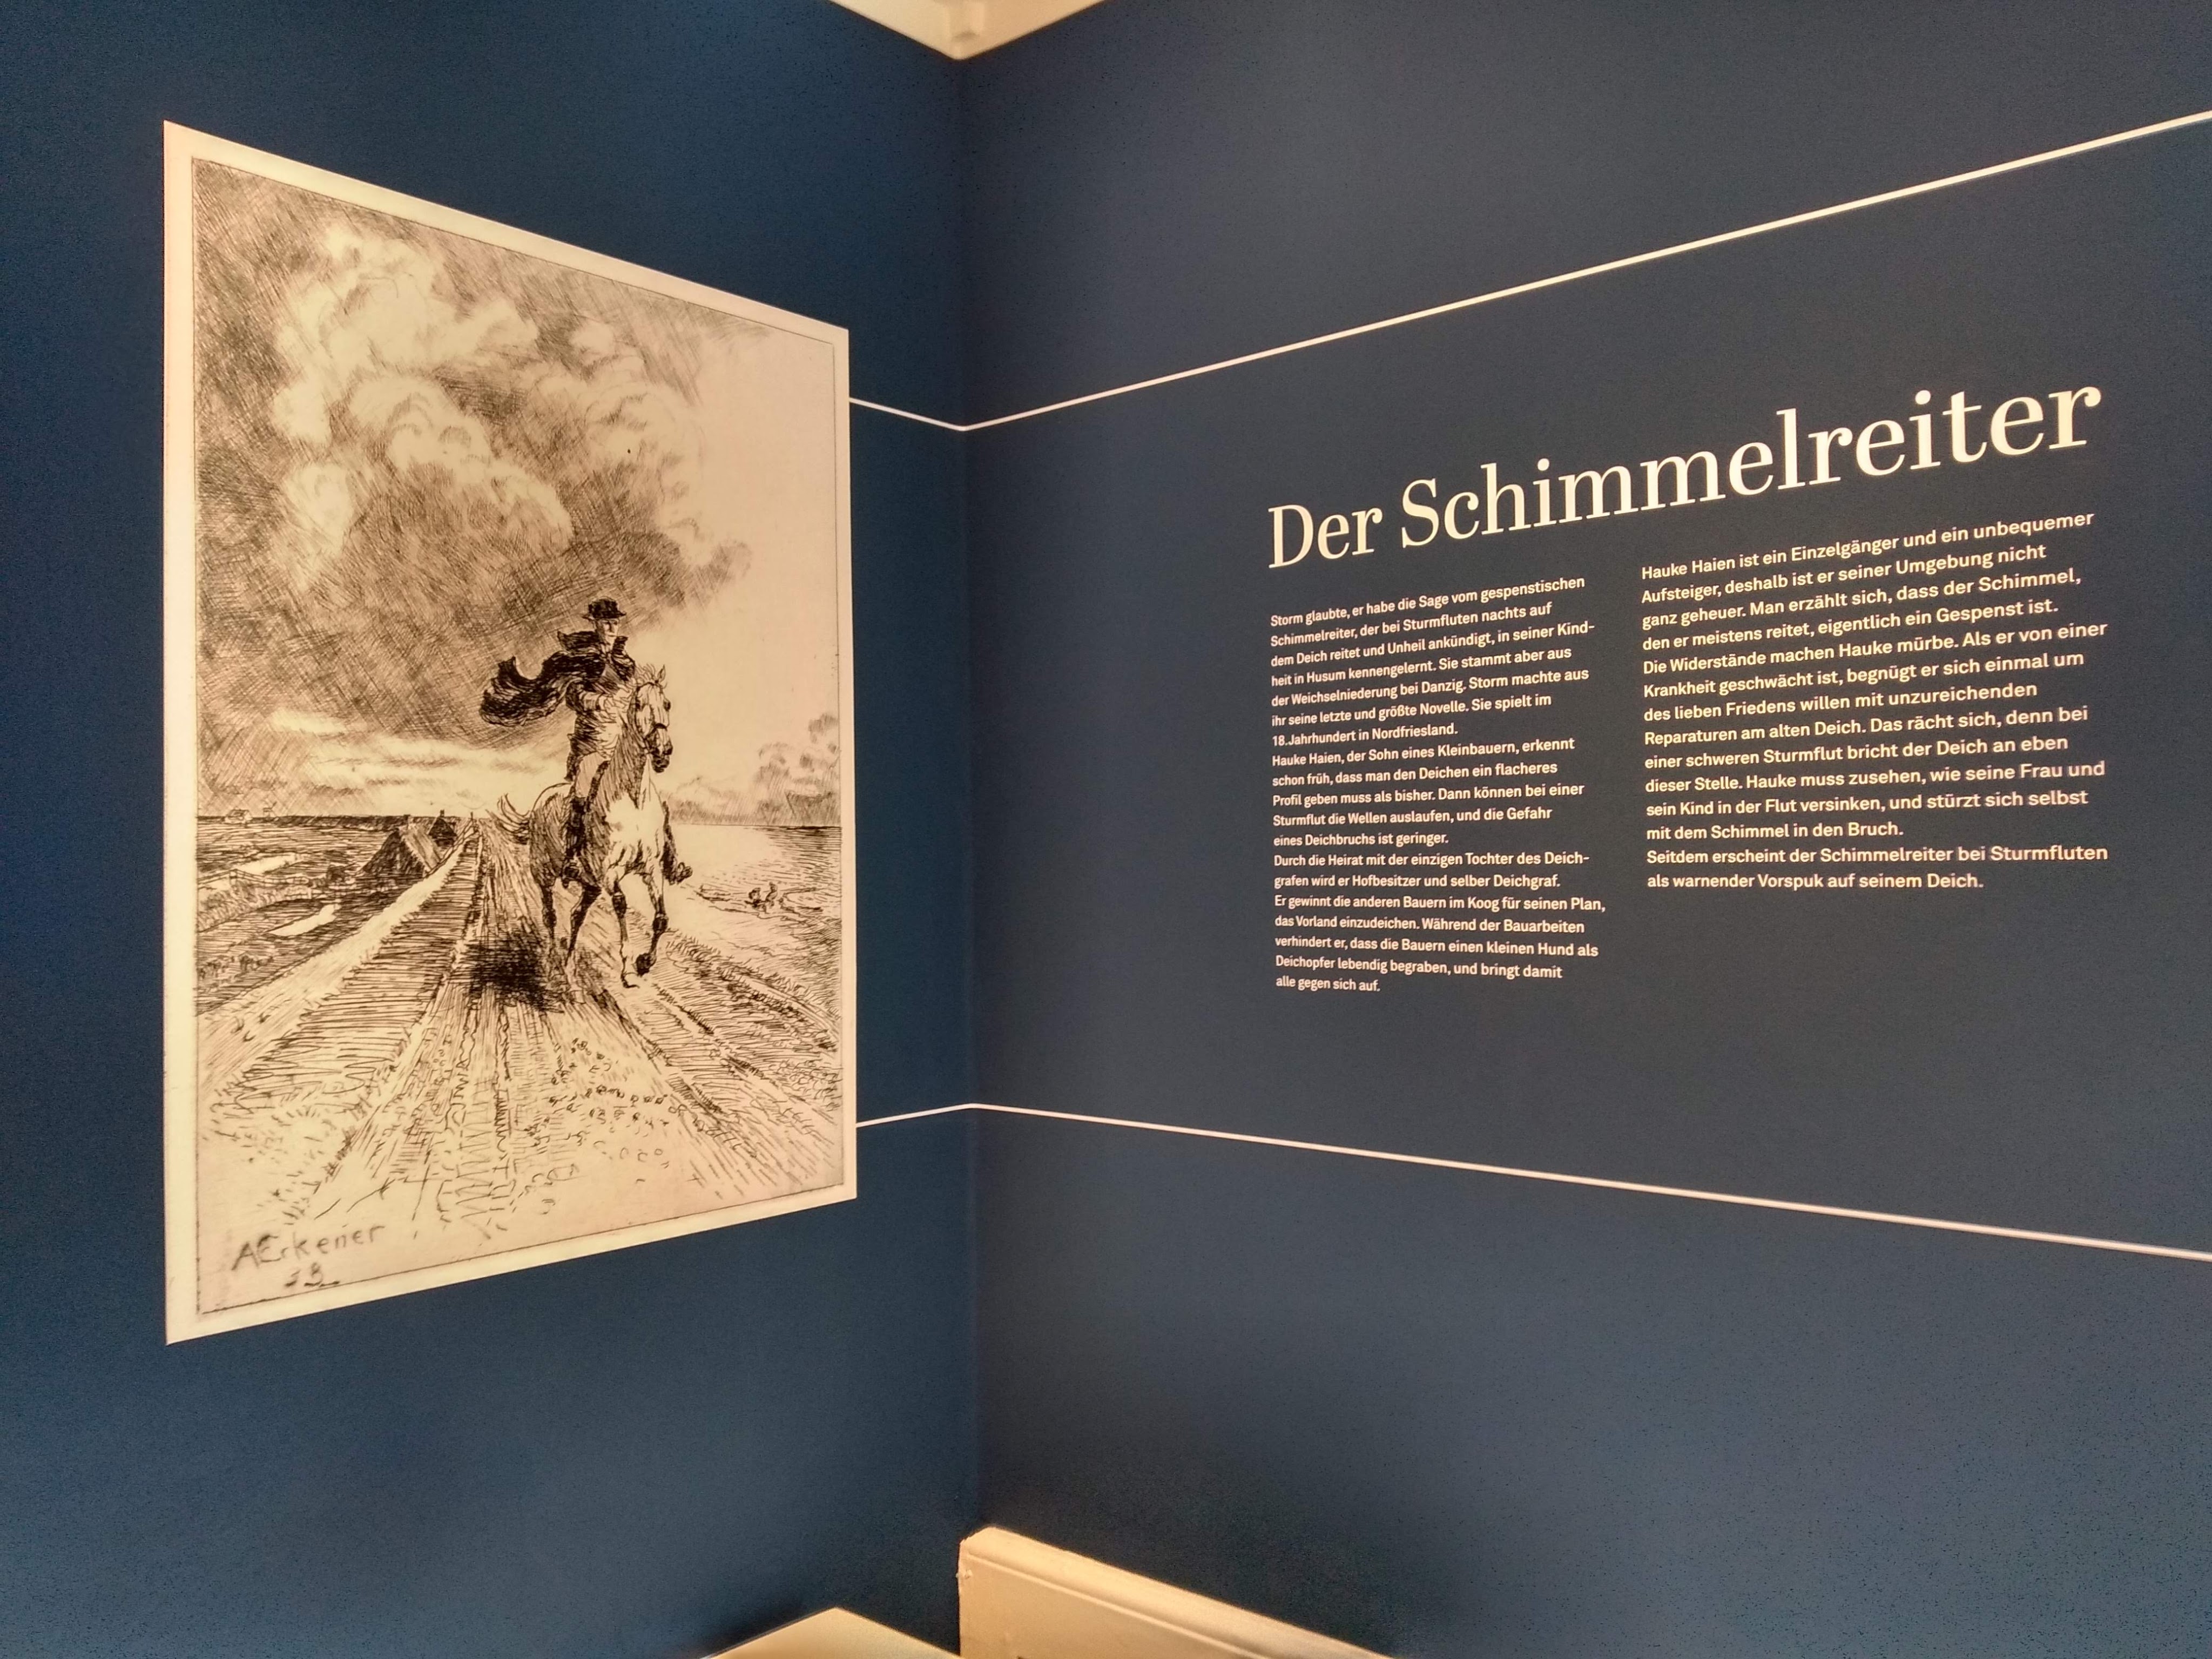 Der Schimmelreiter
Storm glaubte, er habe die Sage vom gespenstischen
Schimmelreiter, der bei Sturmfluten nachts auf
dem Deich reitet und Unheil ankündigt, in seiner Kind-
heit in Husum kennengelernt. Sie stammt aber aus
der Weichselniederung bei Danzig. Storm machte aus
ihr seine letzte und größte Novelle. Sie spielt im
18. Jahrhundert in Nordfriesland.
Hauke Haien, der Sohn eines Kleinbauern, erkennt
schon früh, dass man den Deichen ein flacheres
Profil geben muss als bisher. Dann können bei einer
Sturmflut die Wellen auslaufen, und die Gefahr
eines Deichbruchs ist geringer.
Durch die Heirat mit der einzigen Tochter des Deich-
grafen wird er Hofbesitzer und selber Deichgraf.
Er gewinnt die anderen Bauern im Koog für seinen Plan,
das Vorland einzudeichen. Während der Bauarbeiten
verhindert er, dass die Bauern einen kleinen Hund als
Deichopfer lebendig begraben, und bringt damit
alle gegen sich auf.
Hauke Haien ist ein Einzelgänger und ein unbequemer
Aufsteiger, deshalb ist er seiner Umgebung nicht
ganz geheuer. Man erzählt sich, dass der Schimmel,
den er meistens reitet, eigentlich ein Gespenst ist.
Die Widerstände machen Hauke mürbe. Als er von einer
Krankheit geschwächt ist, begnügt er sich einmal um
des lieben Friedens willen mit unzureichenden
Reparaturen am alten Deich. Das rächt sich, denn bei
einer schweren Sturmflut bricht der Deich an eben
dieser Stelle. Hauke muss zusehen, wie seine Frau und
sein Kind in der Flut versinken, und stürzt sich selbst
mit dem Schimmel in den Bruch.
Seitdem erscheint der Schimmelreiter bei Sturmfluten
als warnender Vorspuk auf seinem Deich.
AEckener